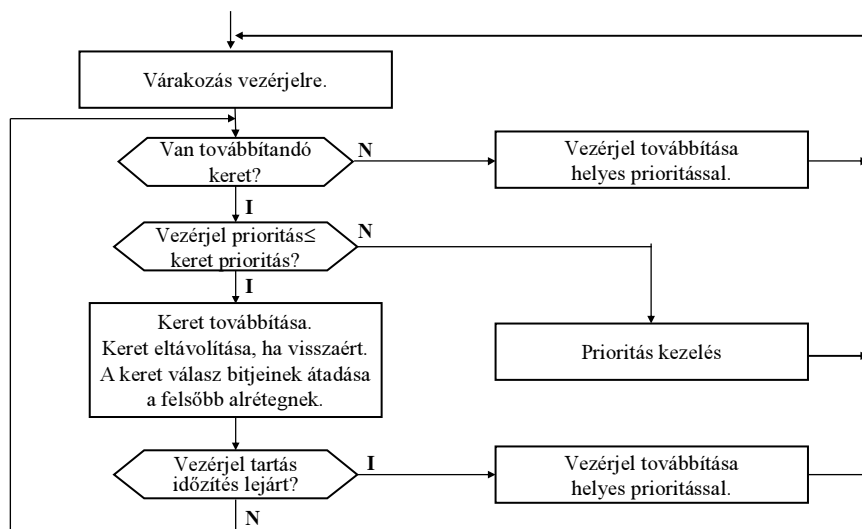 Várakozás vezérjelre.
Van továbbítandó
keret?
N
Vezérjel továbbítása
helyes prioritással.
I
Vezérjel prioritás≤
keret prioritás?
N
I
Keret továbbítása.
Keret eltávolítása, ha visszaért.
A keret válasz bitjeinek átadása
a felsőbb alrétegnek.
Prioritás kezelés
Vezérjel tartás
időzítés lejárt?
I
Vezérjel továbbítása
helyes prioritással.
N